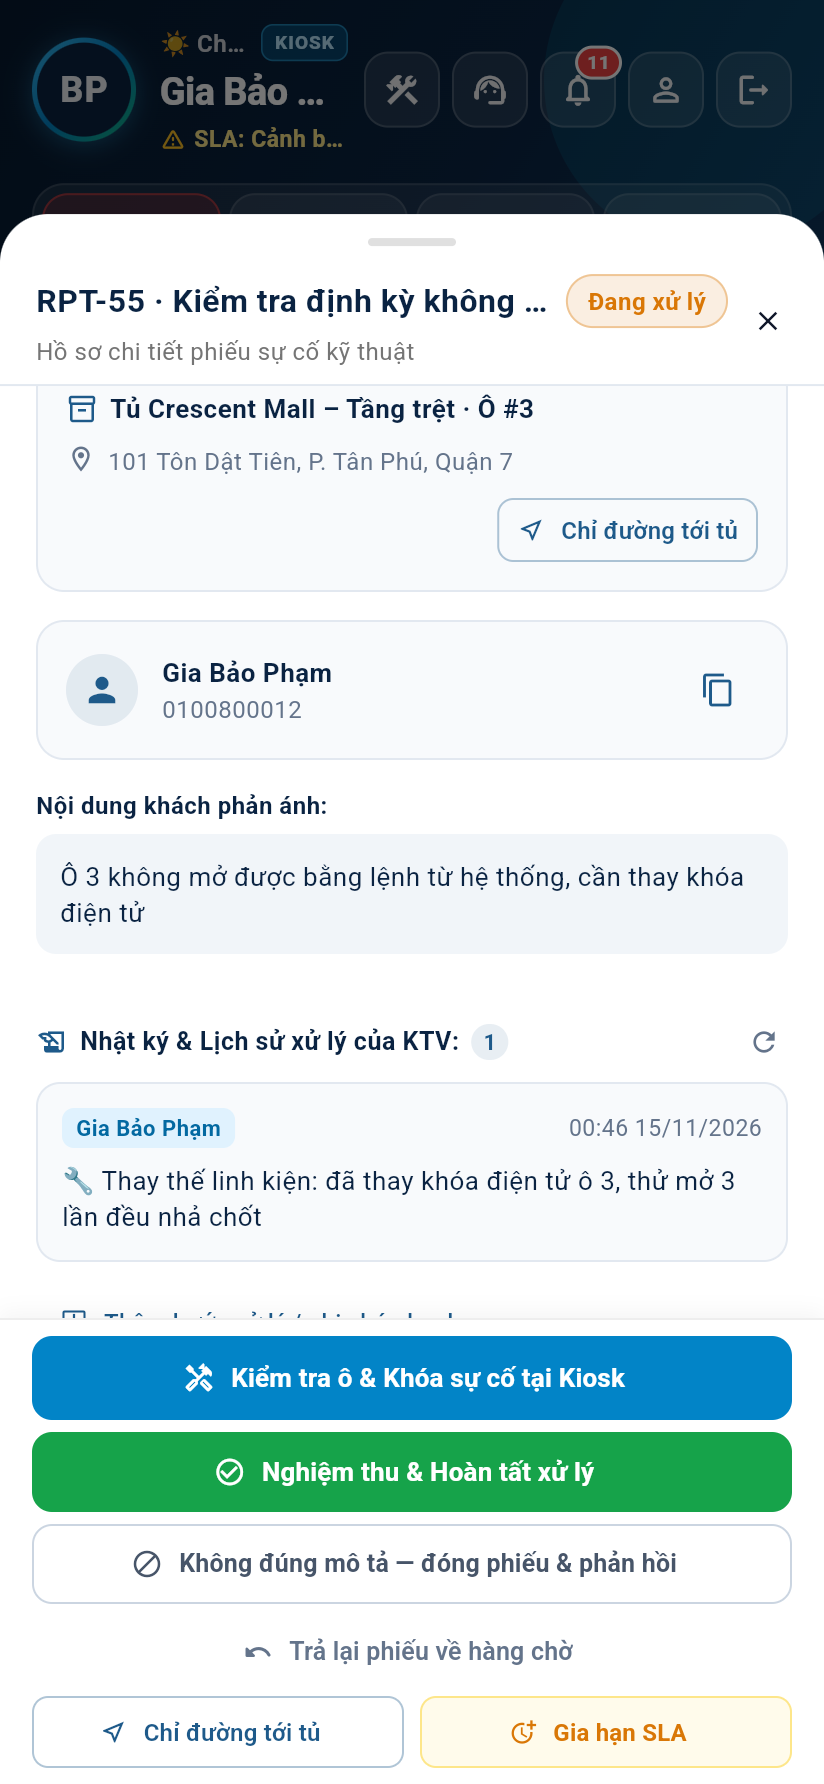 BP
Ch...
KIOSK
Gia Bảo ...
SLA: Cảnh b...
11
RPT-55 · Kiểm tra định kỳ không ...
Đang xử lý
Hồ sơ chi tiết phiếu sự cố kỹ thuật
Tủ Crescent Mall – Tầng trệt · Ô #3
101 Tôn Dật Tiên, P. Tân Phú, Quận 7
Chỉ đường tới tủ
Gia Bảo Phạm
0100800012
Nội dung khách phản ánh:
Ô 3 không mở được bằng lệnh từ hệ thống, cần thay khóa
điện tử
Nhật ký & Lịch sử xử lý của KTV: 1
Gia Bảo Phạm
00:46 15/11/2026
🔧 Thay thế linh kiện: đã thay khóa điện tử ô 3, thử mở 3
lần đều nhả chốt
Kiểm tra ô & Khóa sự cố tại Kiosk
Nghiệm thu & Hoàn tất xử lý
Không đúng mô tả — đóng phiếu & phản hồi
Trả lại phiếu về hàng chờ
Chỉ đường tới tủ
Gia hạn SLA